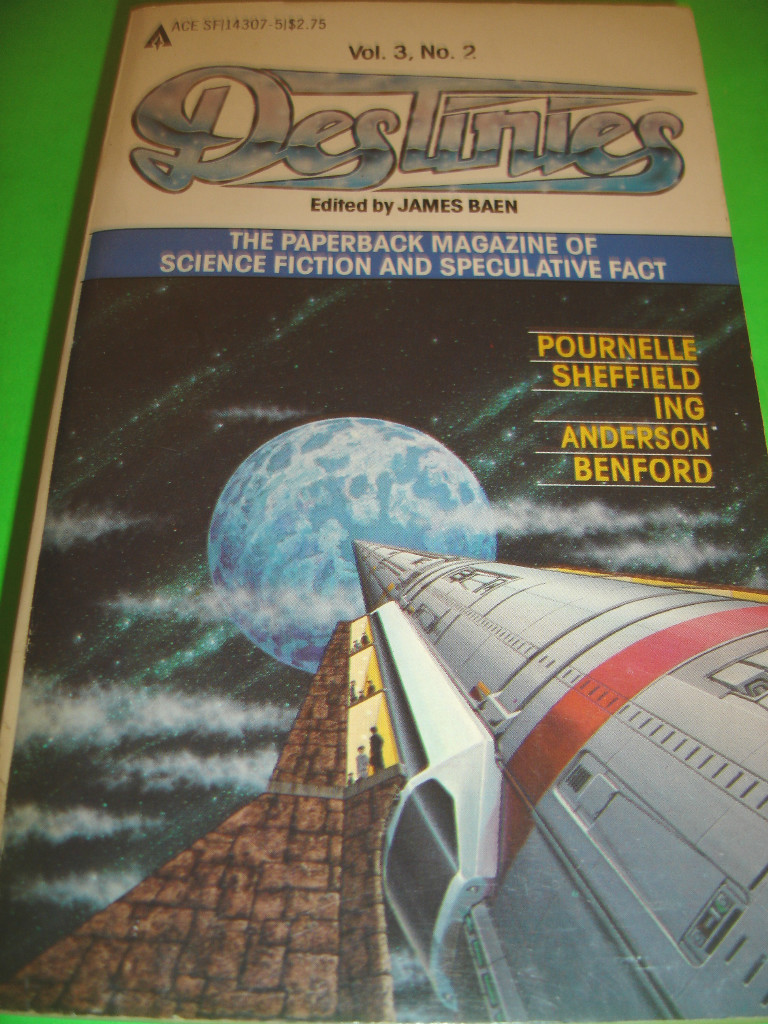 ACE SF|14307-5|$2.75
Vol. 3, No. 2
Destinies
Edited by JAMES BAEN
THE PAPERBACK MAGAZINE OF
SCIENCE FICTION AND SPECULATIVE FACT
POURNELLE
SHEFFIELD
ING
ANDERSON
BENFORD